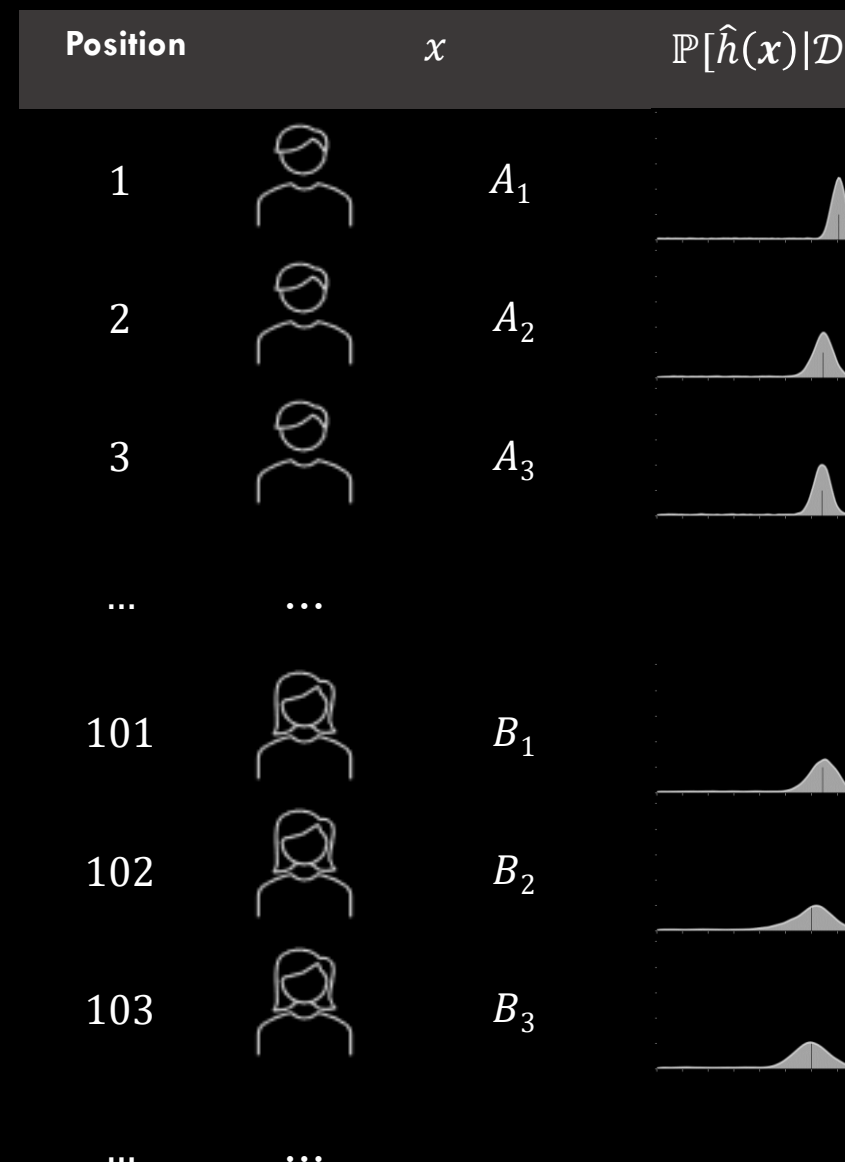 Position x ℙ[ĥ(x)|𝒟
1 A₁
2 A₂
3 A₃
... ...
101 B₁
102 B₂
103 B₃
... ...